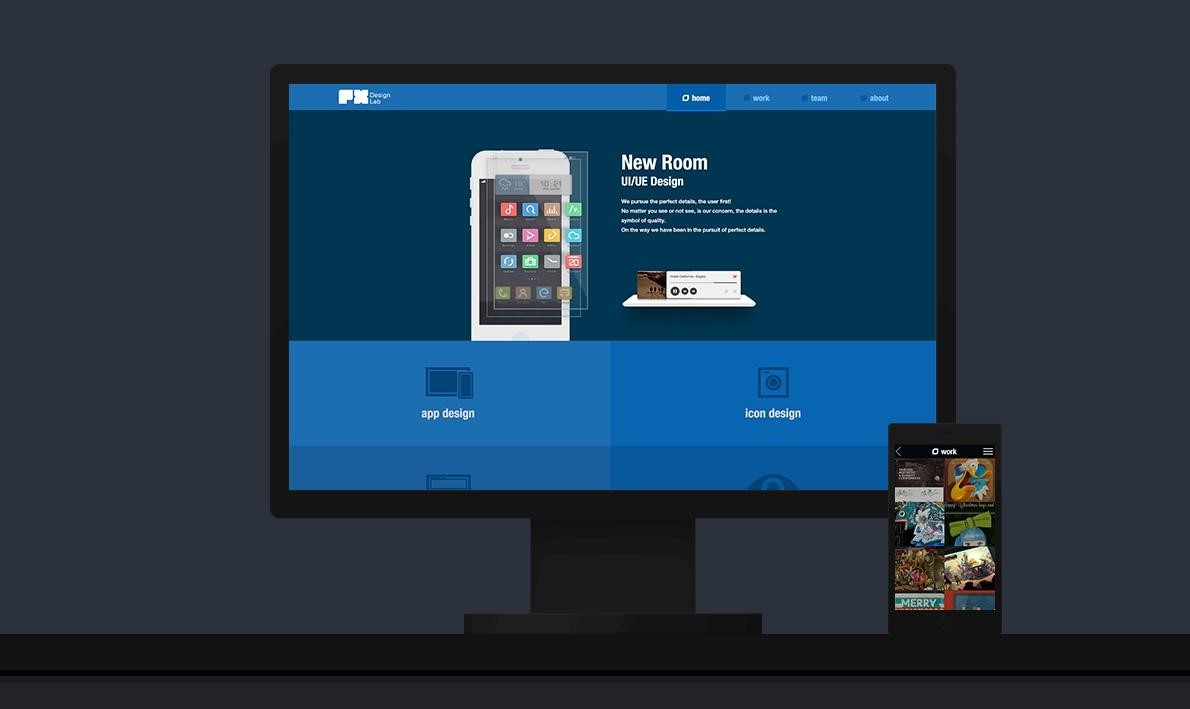 PX Design
Lab
home
work
team
about
New Room
UI/UE Design
We pursue the perfect details, the user first!
No matter you see or not see, is our concern, the details is the
symbol of quality.
On the way we have been in the pursuit of perfect details.
19°
10:21
20
Hotel California - Eagles
app design
icon design
work
MERRY